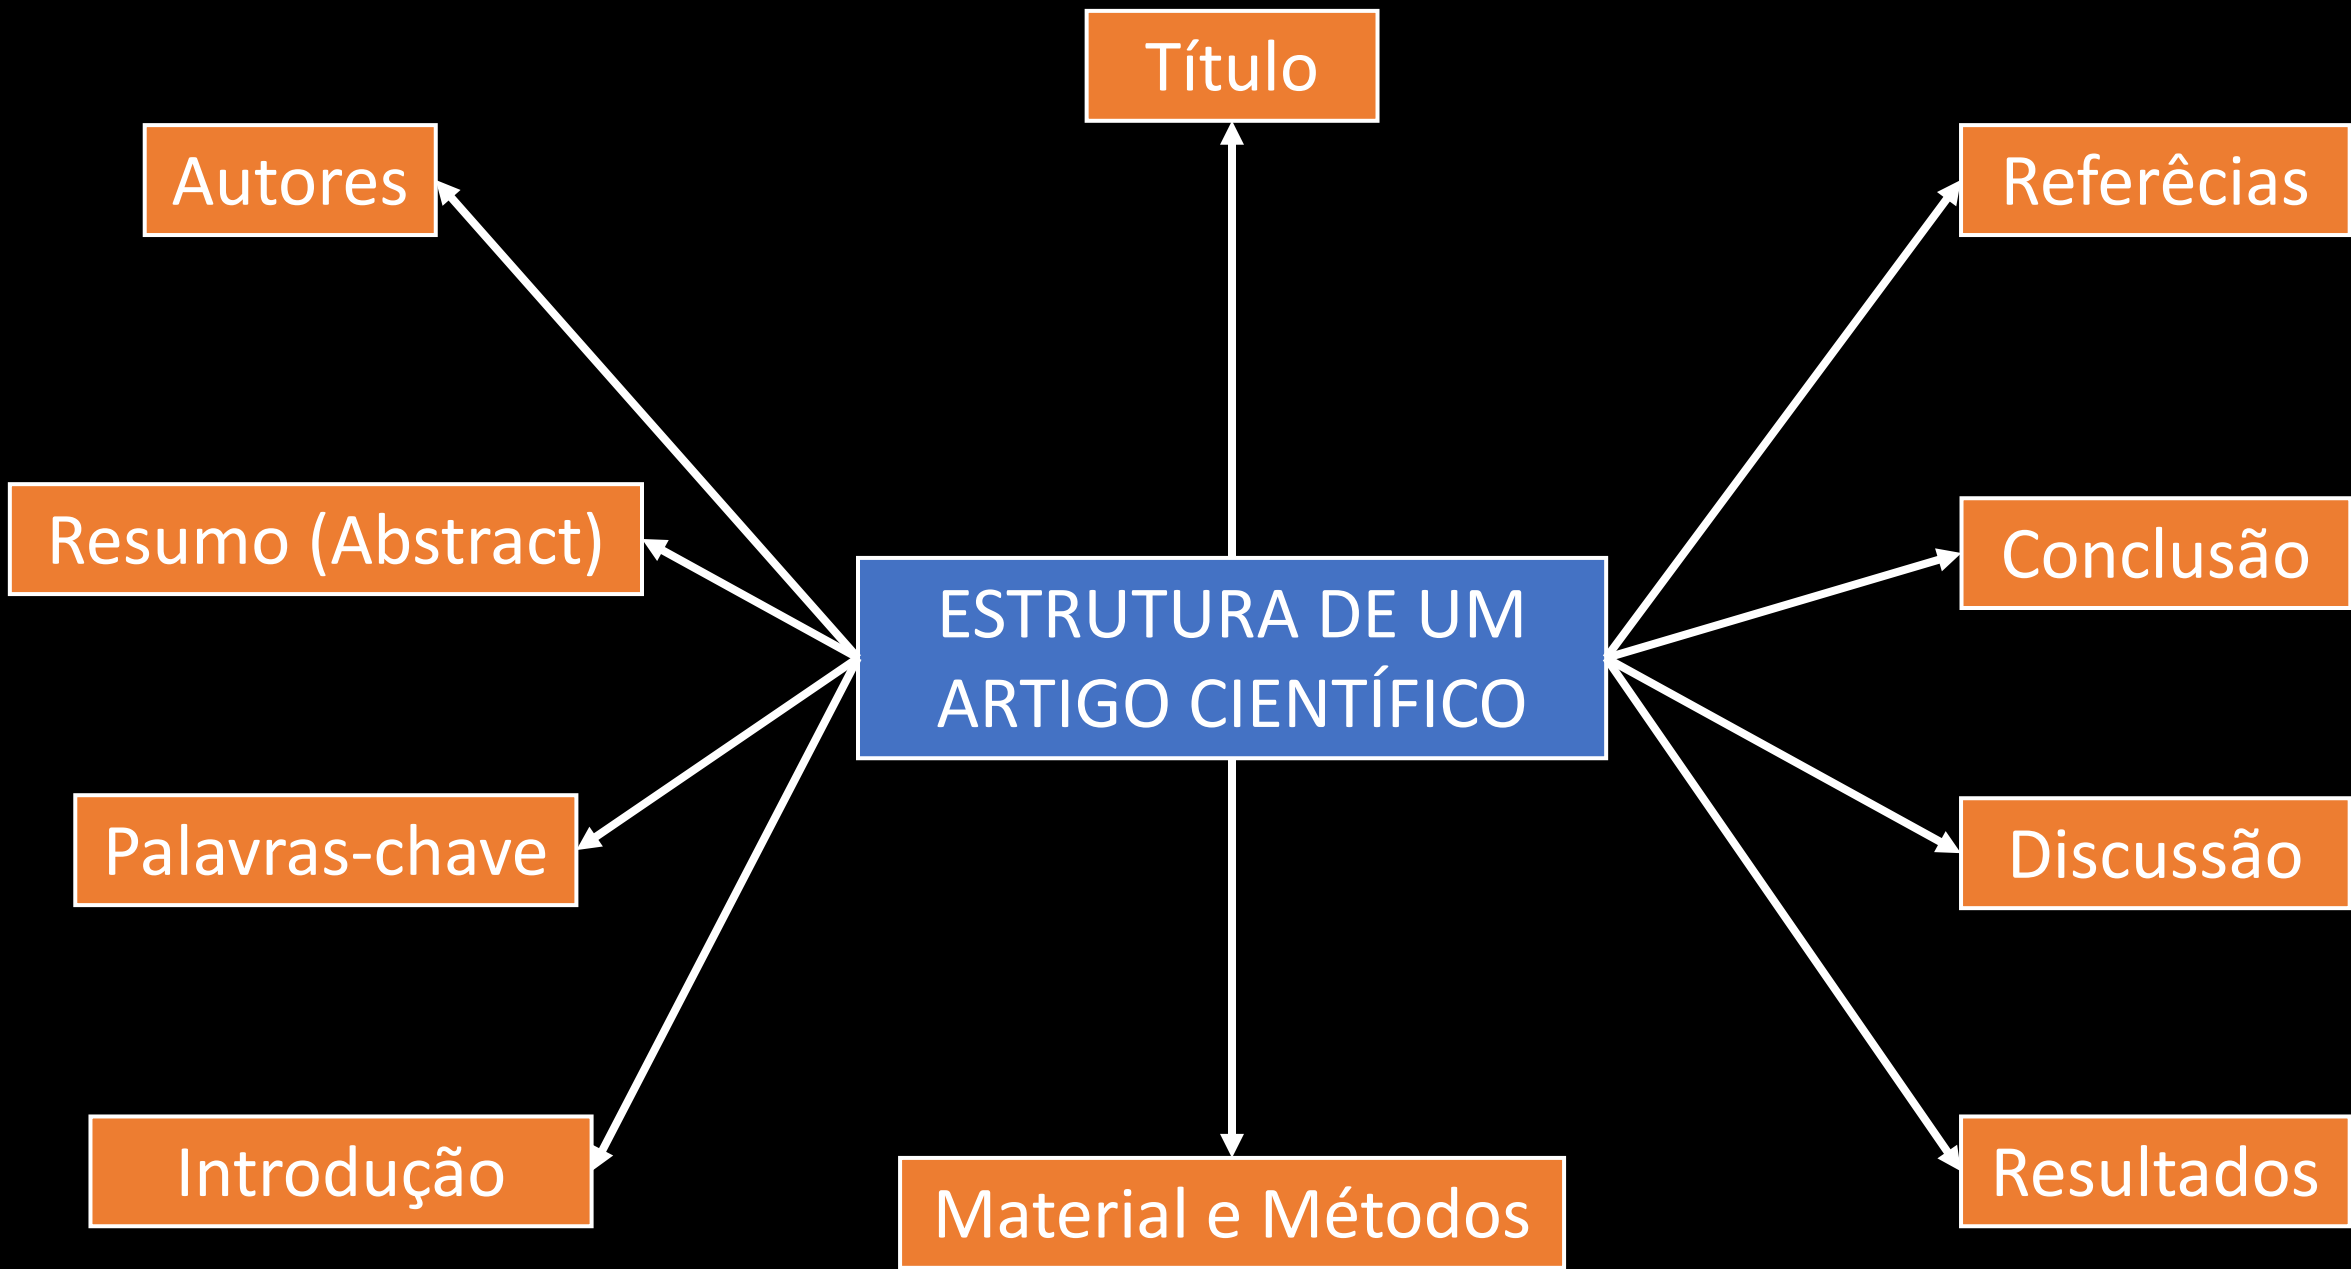 Título
Autores
Referêcias
Resumo (Abstract)
Conclusão
ESTRUTURA DE UM
ARTIGO CIENTÍFICO
Palavras-chave
Discussão
Introdução
Resultados
Material e Métodos